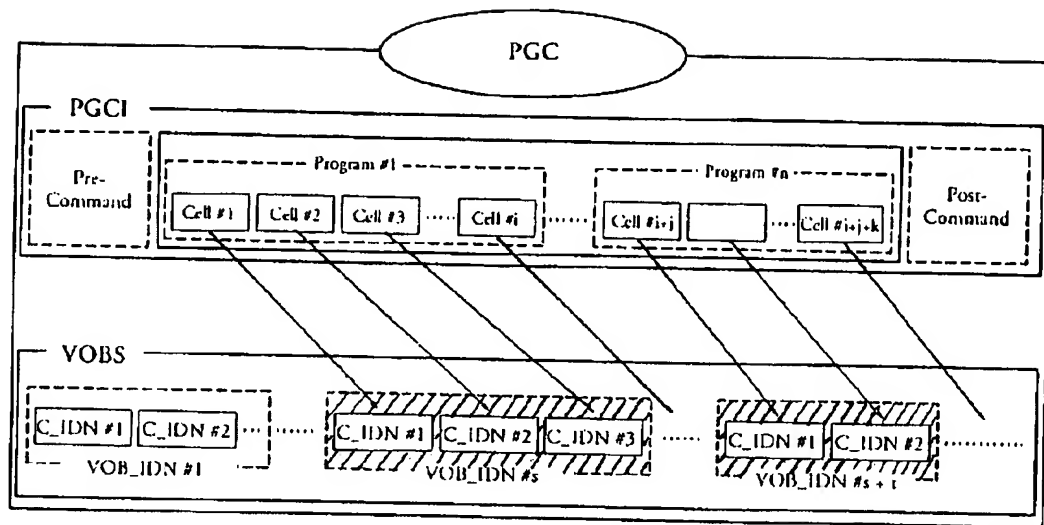 PGC
PGCI
Pre-
Command
Program #1
Cell #1 Cell #2 Cell #3 ..... Cell #i ........
Program #n
Cell #i+j ..... Cell #i+j+k
Post-
Command
VOBS
C_IDN #1 C_IDN #2 ... ........
VOB_IDN #1
C_IDN #1 C_IDN #2 C_IDN #3 ......
VOB_IDN #s
C_IDN #1 C_IDN #2 ............
VOB_IDN #s + t